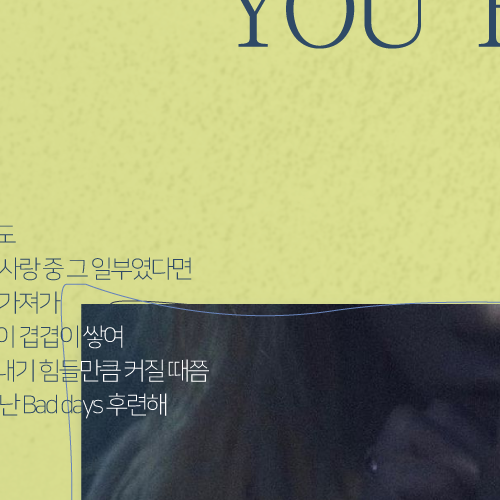 YOU
도
사랑 중 그 일부였다면
가져가
이 겹겹이 쌓여
내기 힘들만큼 커질 때쯤
난 Bad days 후련해